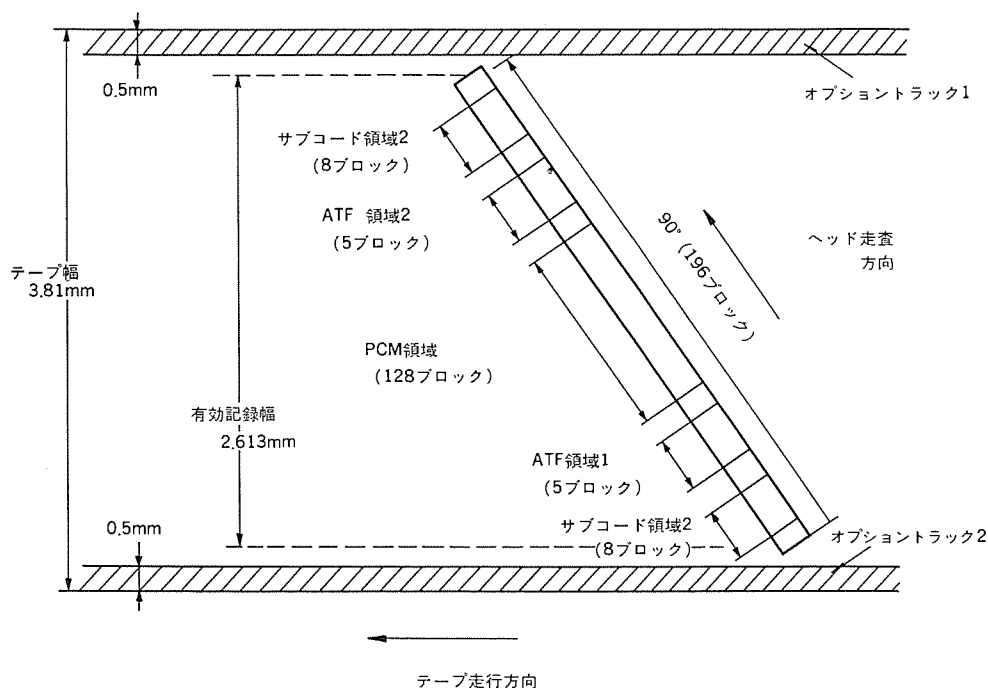 0.5mm
オプショントラック1
サブコード領域2
(8ブロック)
ATF 領域2
(5ブロック)
90° (196ブロック)
ヘッド走査
方向
テープ幅
3.81mm
PCM領域
(128ブロック)
有効記録幅
2.613mm
ATF領域1
(5ブロック)
0.5mm
サブコード領域2
(8ブロック)
オプショントラック2
テープ走行方向